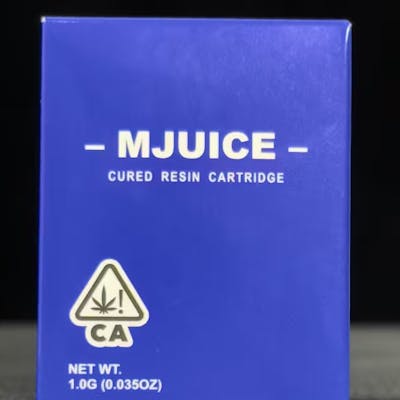 – MJUICE –
CURED RESIN CARTRIDGE
!
CA
NET WT.
1.0G (0.035OZ)